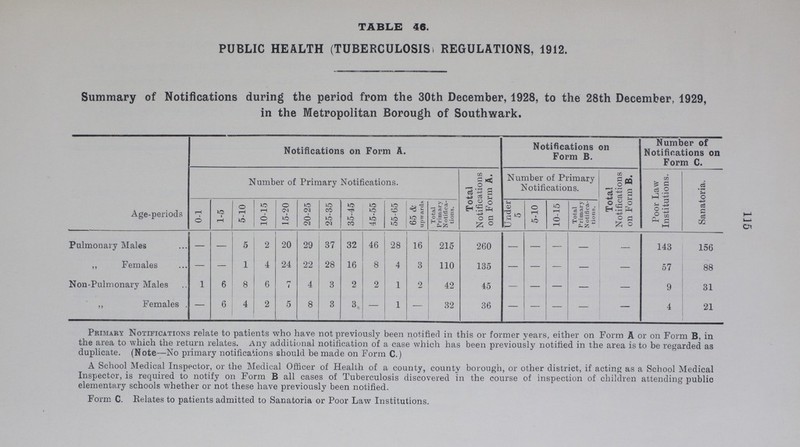 TABLE 46.
PUBLIC HEALTH (TUBERCULOSIS) REGULATIONS, 1912.
Summary of Notifications during the period from the 30th December, 1928, to the 28th December, 1929,
in the Metropolitan Borough of Southwark.
Notifications on Form A. Notifications on Form B. Number of Notifications on Form C.
Age-periods Number of Primary Notifications. Total Notifications on Form A. Number of Primary Notifications. Total Notifications on Form B. Poor Law Institutions. Sanatoria.
0-1 1-5 5-10 10-15 15-20 20-25 25-35 35-45 45-55 55-65 65 & upwards Total Primary Notifications. Under 5 5-10 10-15 Total Primary Notifications.
Pulmonary Males ... — — 5 2 20 29 37 32 46 28 16 215 260 — — — — — 143 156
„ Females ... — — 1 4 24 22 28 16 8 4 3 110 135 — — — — — 57 88
Non-Pulmonary Males .. 1 6 8 6 7 4 3 2 2 1 2 42 45 — — — — — 9 31
„ Females . — 6 4 2 5 8 3 3 — 1 — 32 36 — — — — — 4 21
PRIMARY NOTIFICATIONS relate to patients who have not previously been notified in this or former years, either on Form A or on Form B, in
the area to which the return relates. Any additional notification of a case which has been previously notified in the area is to be regarded as
duplicate. (Note—No primary notifications should be made on Form C.)
A School Medical Inspector, or the Medical Officer of Health of a county, county borough, or other district, if acting as a School Medical
Inspector, is required to notify on Form B all cases of Tuberculosis discovered in the course of inspection of children attending public
elementary schools whether or not these have previously been notified.
Form C. Relates to patients admitted to Sanatoria or Poor Law Institutions.
115